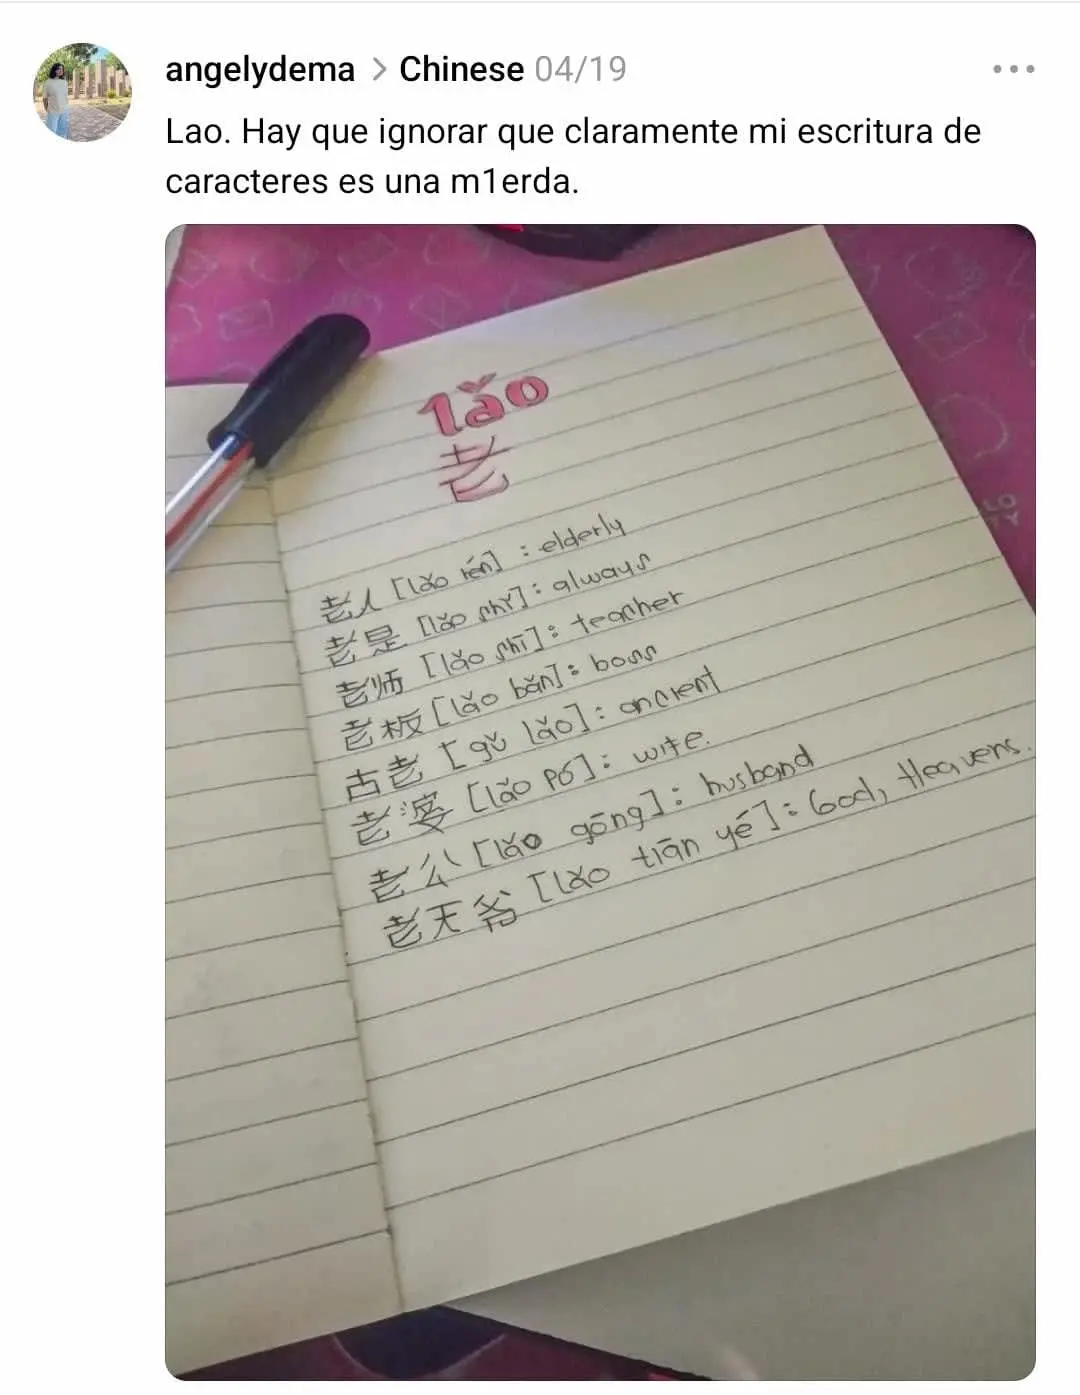 angelydema > Chinese 04/19
Lao. Hay que ignorar que claramente mi escritura de
caracteres es una m1erda.
lǎo
老
老人 [lǎo rén] : elderly
老是 [lǎo shì] : always
老师 [lǎo shī] : teacher
老板 [lǎo bǎn] : boss
古老 [gǔ lǎo] : ancient
老婆 [lǎo pó] : wife.
老公 [lǎo gōng] : husband
老天爷 [lǎo tiān yé] : God, Heavens.